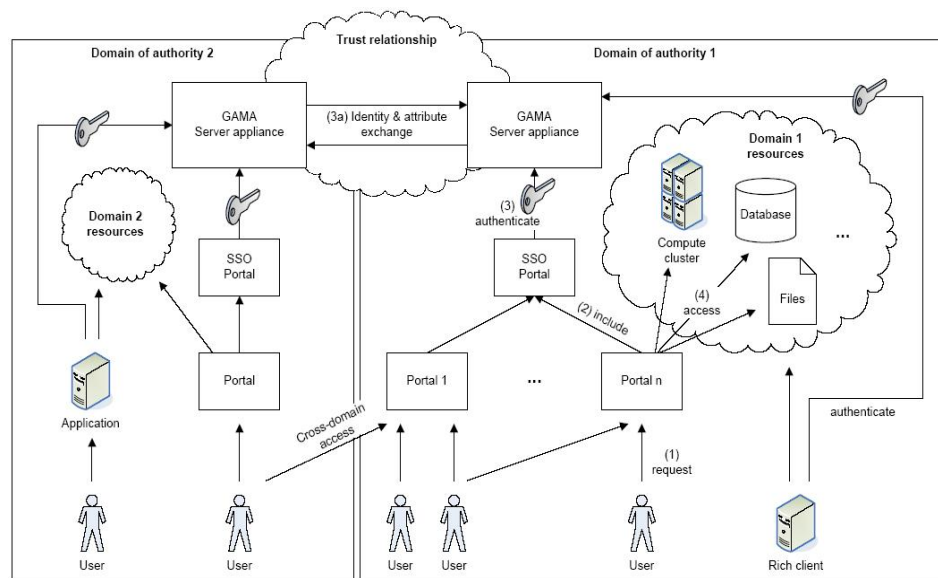 Trust relationship
Domain of authority 2
Domain of authority 1
GAMA
Server appliance
(3a) Identity & attribute
exchange
GAMA
Server appliance
Domain 1
resources
Domain 2
resources
(3)
authenticate
Compute
cluster
Database
...
SSO
Portal
SSO
Portal
(4)
access
Files
(2) include
Application
Portal
Portal 1
...
Portal n
Cross-domain
access
authenticate
(1)
request
User
User
User
User
User
Rich client